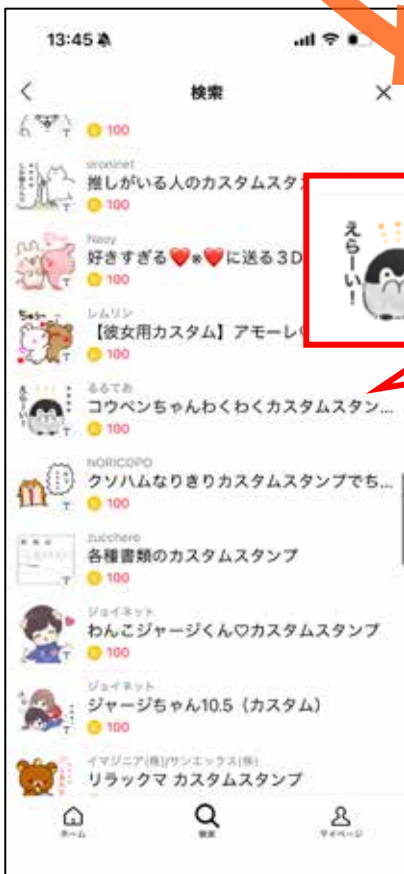 13:45
検索
100
oroninet
推しがいる人のカスタムスタ
100
好きすぎる❤️※❤️に送る3D
100
えらーい！
レムリン
【彼女用カスタム】アモーレ
100
るるてあ
コウペンちゃんわくわくカスタムスタン...
100
NORICOPO
クソハムなりきりカスタムスタンプでち...
100
zucchero
各種書類のカスタムスタンプ
100
ジョイネット
わんこジャージくん♡カスタムスタンプ
100
ジョイネット
ジャージちゃん10.5（カスタム）
100
イマジニア(株)/サンエックス(株)
リラックマ カスタムスタンプ
ホーム
検索
マイページ